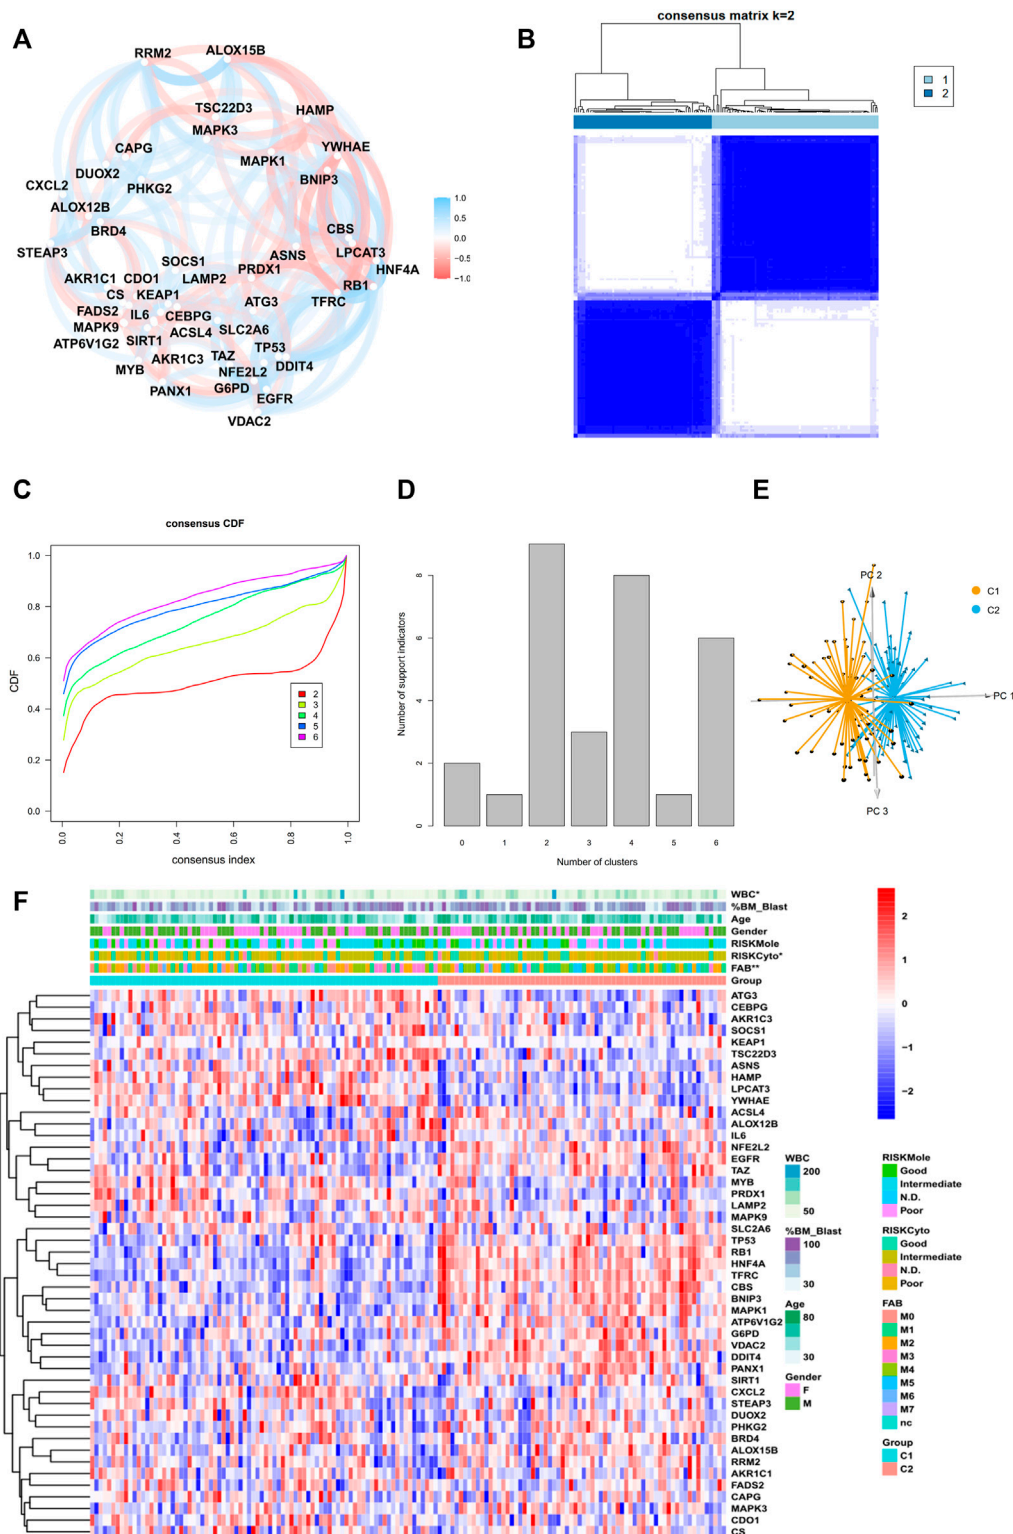 A
RRM2
ALOX15B
TSC22D3
HAMP
MAPK3
CAPG
MAPK1
YWHAE
DUOX2
BNIP3
CXCL2
PHKG2
ALOX12B
BRD4
CBS
STEAP3
LPCAT3
SOCS1
ASNS
HNF4A
PRDX1
AKR1C1
CDO1
LAMP2
RB1
CS
KEAP1
ATG3
TFRC
FADS2
IL6
CEBPG
MAPK9
ACSL4
SLC2A6
ATP6V1G2
SIRT1
TP53
AKR1C3
TAZ
DDIT4
MYB
NFE2L2
PANX1
G6PD
EGFR
VDAC2
1.0
0.5
0.0
−0.5
−1.0
B
consensus matrix k=2
1
2
C
consensus CDF
CDF
1.0
0.8
0.6
0.4
0.2
0.0
2
3
4
5
6
0.0
0.2
0.4
0.6
0.8
1.0
consensus index
D
Number of support indicators
8
6
4
2
0
0 1 2 3 4 5 6
Number of clusters
E
PC 2
PC 1
PC 3
C1
C2
F
WBC*
%BM_Blast
Age
Gender
RISKMole
RISKCyto*
FAB**
Group
ATG3
CEBPG
AKR1C3
SOCS1
KEAP1
TSC22D3
ASNS
HAMP
LPCAT3
YWHAE
ACSL4
ALOX12B
IL6
NFE2L2
EGFR
TAZ
MYB
PRDX1
LAMP2
MAPK9
SLC2A6
TP53
RB1
HNF4A
TFRC
CBS
BNIP3
MAPK1
ATP6V1G2
G6PD
VDAC2
DDIT4
PANX1
SIRT1
CXCL2
STEAP3
DUOX2
PHKG2
BRD4
ALOX15B
RRM2
AKR1C1
FADS2
CAPG
MAPK3
CDO1
CS
2
1
0
−1
−2
WBC
200
50
%BM_Blast
100
30
Age
80
30
Gender
F
M
RISKMole
Good
Intermediate
N.D.
Poor
RISKCyto
Good
Intermediate
N.D.
Poor
FAB
M0
M1
M2
M3
M4
M5
M6
M7
nc
Group
C1
C2